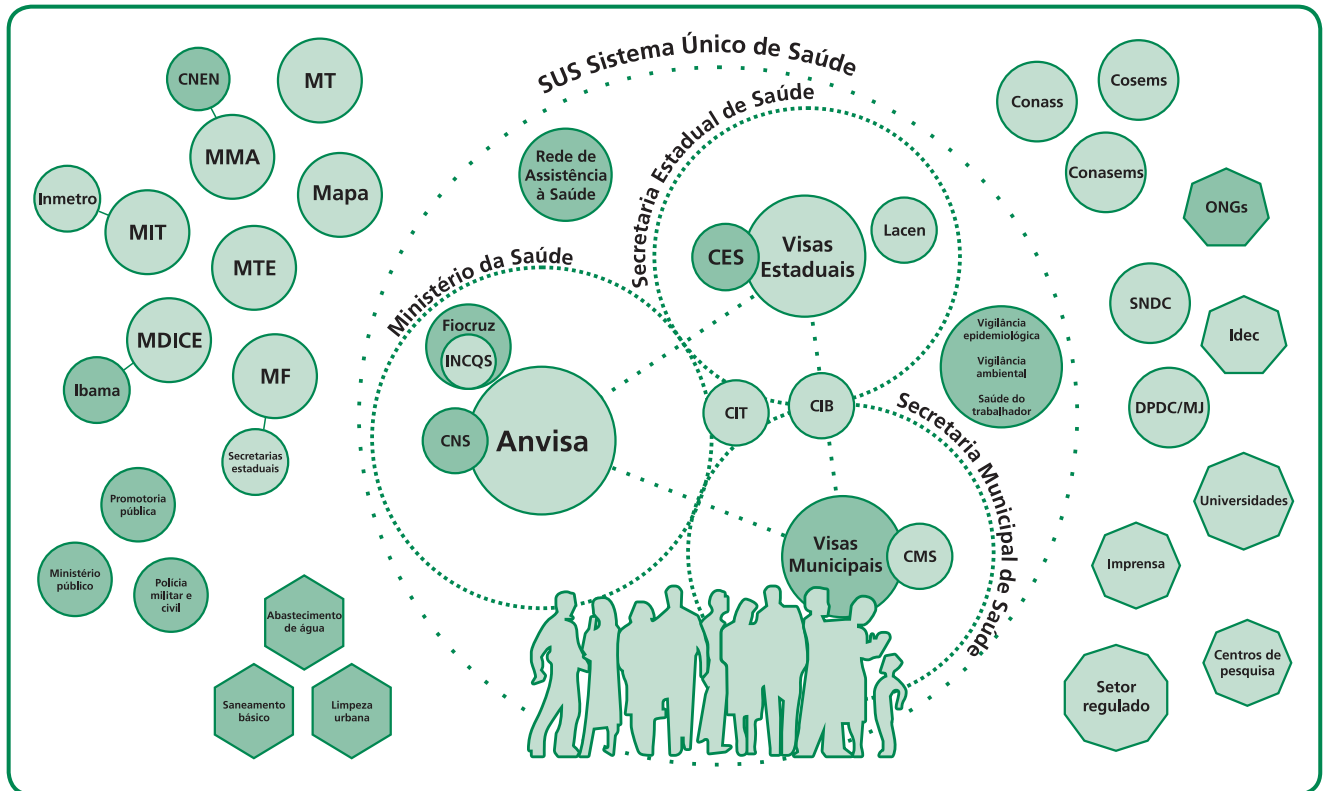 SUS Sistema Único de Saúde
CNEN
MT
MMA
Inmetro
Mapa
MIT
MTE
MDICE
Ibama
MF
Secretarias
estaduais
Promotoria
pública
Ministério
público
Polícia
militar e
civil
Abastecimento
de água
Saneamento
básico
Limpeza
urbana
Rede de
Assistência
à Saúde
Secretaria Estadual de Saúde
CES
Visas
Estaduais
Lacen
Ministério da Saúde
Fiocruz
INCQS
CNS
Anvisa
CIT
CIB
Vigilância
epidemiológica
Vigilância
ambiental
Saúde do
trabalhador
Secretaria Municipal de Saúde
Visas
Municipais
CMS
Conass
Cosems
Conasems
ONGs
SNDC
Idec
DPDC/MJ
Universidades
Imprensa
Centros de
pesquisa
Setor
regulado